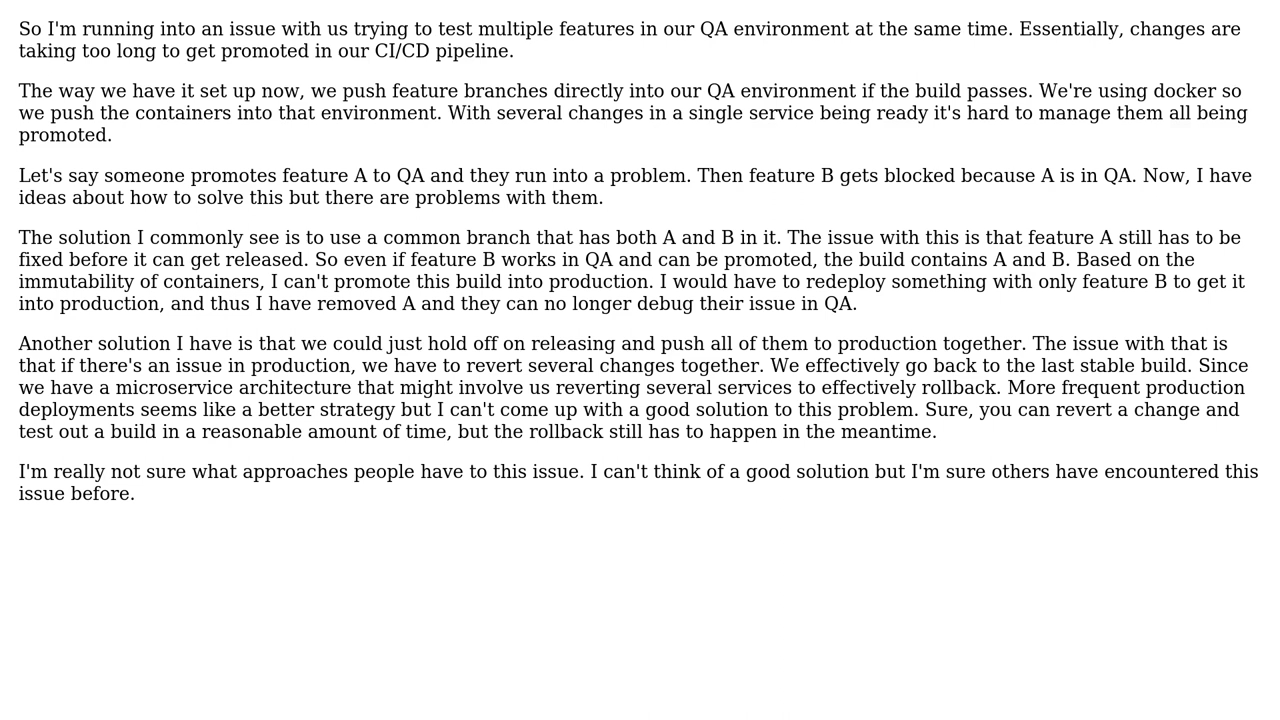 So I'm running into an issue with us trying to test multiple features in our QA environment at the same time. Essentially, changes are
taking too long to get promoted in our CI/CD pipeline.
The way we have it set up now, we push feature branches directly into our QA environment if the build passes. We're using docker so
we push the containers into that environment. With several changes in a single service being ready it's hard to manage them all being
promoted.
Let's say someone promotes feature A to QA and they run into a problem. Then feature B gets blocked because A is in QA. Now, I have
ideas about how to solve this but there are problems with them.
The solution I commonly see is to use a common branch that has both A and B in it. The issue with this is that feature A still has to be
fixed before it can get released. So even if feature B works in QA and can be promoted, the build contains A and B. Based on the
immutability of containers, I can't promote this build into production. I would have to redeploy something with only feature B to get it
into production, and thus I have removed A and they can no longer debug their issue in QA.
Another solution I have is that we could just hold off on releasing and push all of them to production together. The issue with that is
that if there's an issue in production, we have to revert several changes together. We effectively go back to the last stable build. Since
we have a microservice architecture that might involve us reverting several services to effectively rollback. More frequent production
deployments seems like a better strategy but I can't come up with a good solution to this problem. Sure, you can revert a change and
test out a build in a reasonable amount of time, but the rollback still has to happen in the meantime.
I'm really not sure what approaches people have to this issue. I can't think of a good solution but I'm sure others have encountered this
issue before.